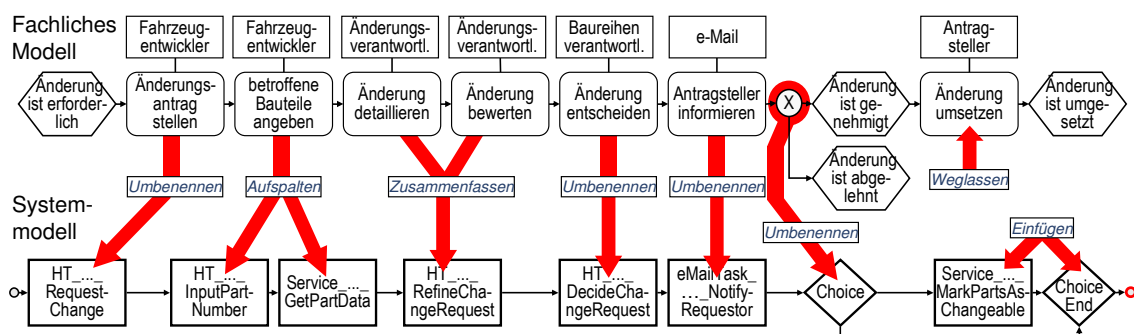 Fachliches
Modell
Fahrzeug-
entwickler
Fahrzeug-
entwickler
Änderungs-
verantwortl.
Änderungs-
verantwortl.
Baureihen
verantwortl.
e-Mail
Antrag-
steller
Änderung
ist erforder-
lich
Änderungs-
antrag
stellen
betroffene
Bauteile
angeben
Änderung
detaillieren
Änderung
bewerten
Änderung
entscheiden
Antragsteller
informieren
X
Änderung
ist ge-
nehmigt
Änderung
umsetzen
Änderung
ist umge-
setzt
Änderung
ist abge-
lehnt
Umbenennen
Aufspalten
Zusammenfassen
Umbenennen
Umbenennen
Weglassen
Umbenennen
Einfügen
System-
modell
HT_..._
Request-
Change
HT_..._
InputPart-
Number
Service_..._
GetPartData
HT_..._
RefineCha-
ngeRequest
HT_..._
DecideCha-
ngeRequest
eMailTask_
..._Notify-
Requestor
Choice
Service_..._
MarkPartsAs-
Changeable
Choice
End